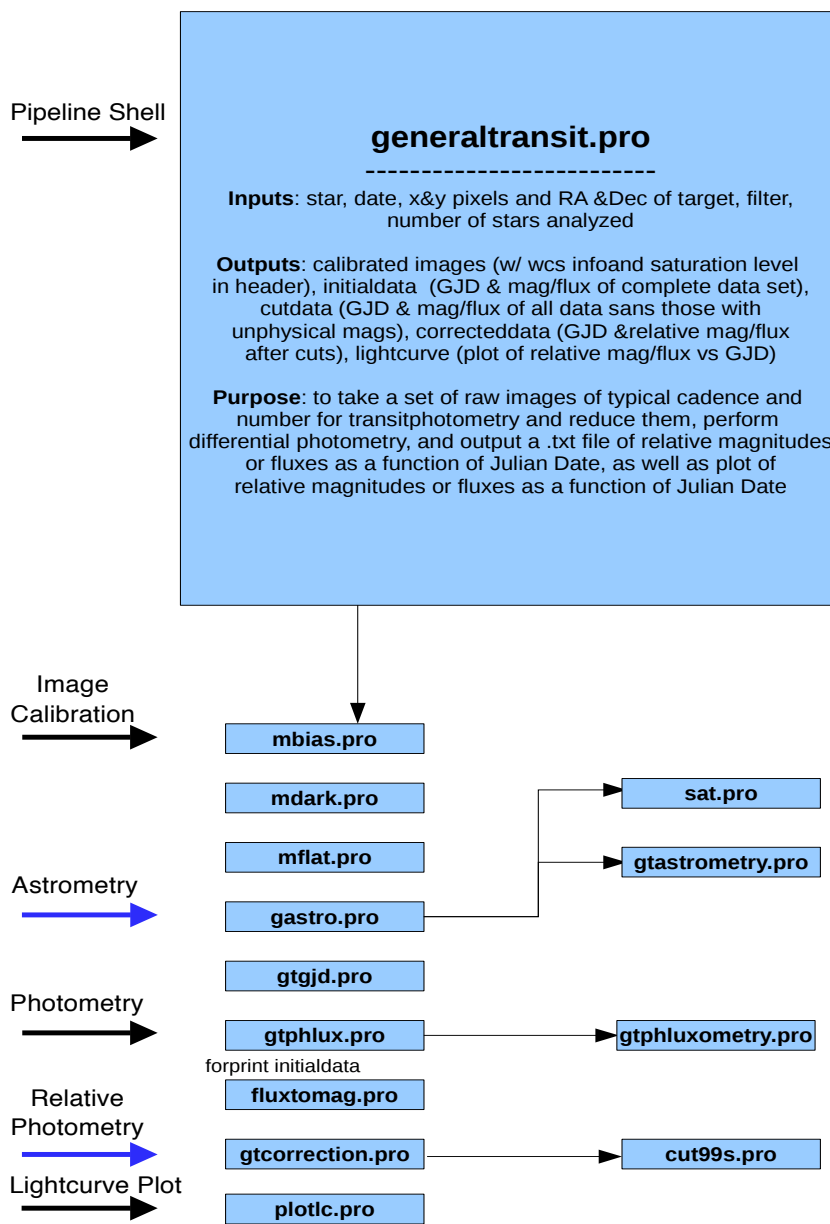 Pipeline Shell
generaltransit.pro
---------------------------
Inputs: star, date, x&y pixels and RA &Dec of target, filter,
number of stars analyzed
Outputs: calibrated images (w/ wcs infoand saturation level
in header), initialdata (GJD & mag/flux of complete data set),
cutdata (GJD & mag/flux of all data sans those with
unphysical mags), correcteddata (GJD &relative mag/flux
after cuts), lightcurve (plot of relative mag/flux vs GJD)
Purpose: to take a set of raw images of typical cadence and
number for transitphotometry and reduce them, perform
differential photometry, and output a .txt file of relative magnitudes
or fluxes as a function of Julian Date, as well as plot of
relative magnitudes or fluxes as a function of Julian Date
Image
Calibration
mbias.pro
mdark.pro
sat.pro
mflat.pro
gtastrometry.pro
Astrometry
gastro.pro
gtgjd.pro
Photometry
gtphlux.pro
gtphluxometry.pro
forprint initialdata
fluxtomag.pro
Relative
Photometry
gtcorrection.pro
cut99s.pro
Lightcurve Plot
plotlc.pro